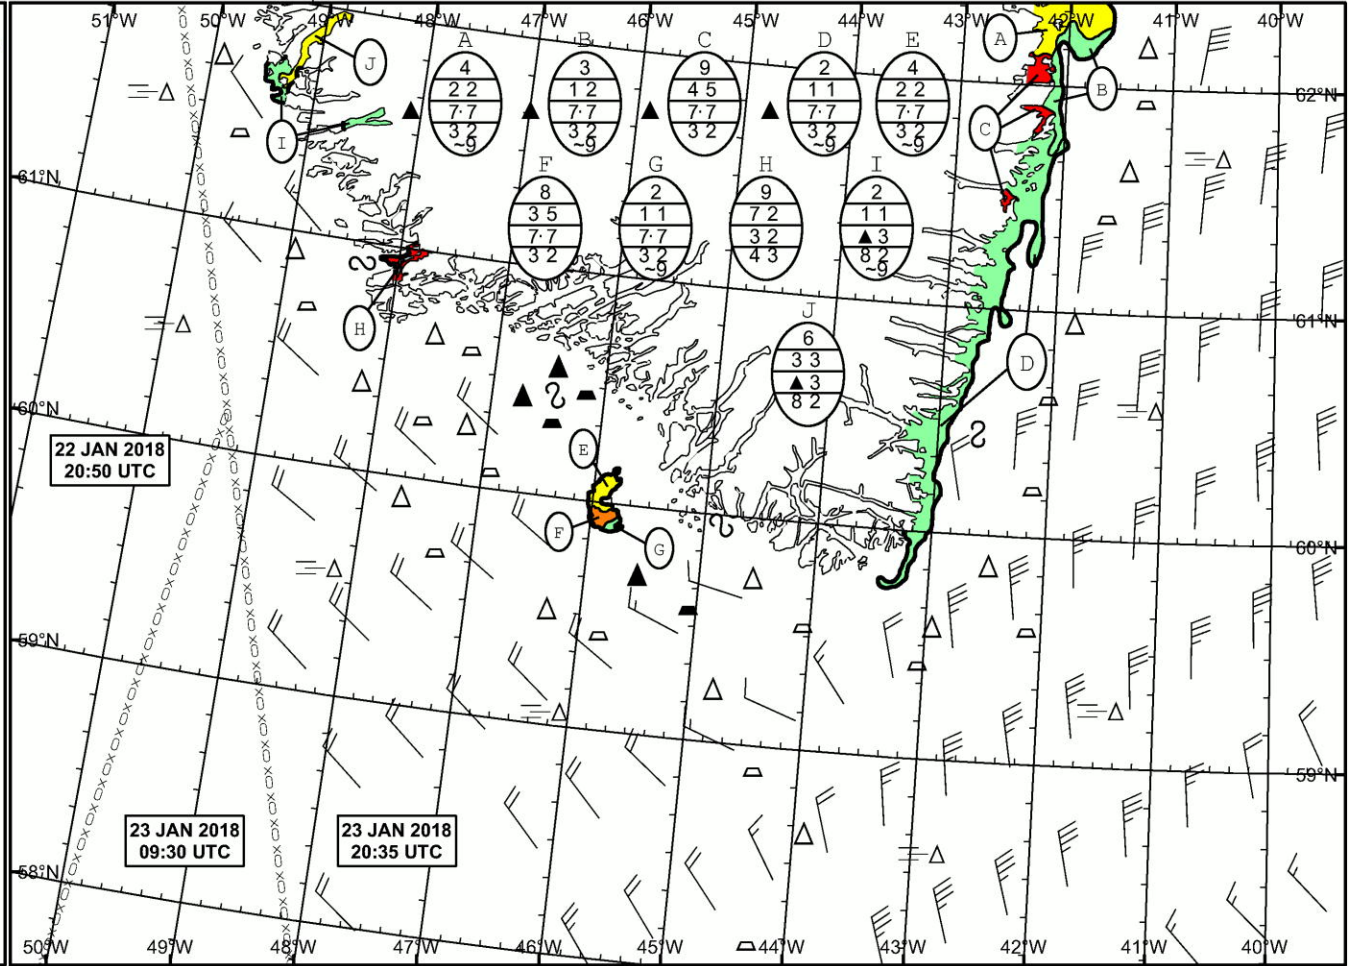 51°W 50°W 49°W 48°W 47°W 46°W 45°W 44°W 43°W 42°W 41°W 40°W
A B C D E
4
2 2
7·7
3 2
~9
3
1 2
7·7
3 2
~9
9
4 5
7·7
3 2
2
1 1
7·7
3 2
~9
4
2 2
7·7
3 2
~9
F G H I
8
3 5
7·7
3 2
2
1 1
7·7
3 2
~9
9
7 2
3 2
4 3
2
1 1
▲3
8 2
~9
J
6
3 3
▲3
8 2
A
J
B
62°N
C
I
61°N
H
61°N
D
60°N
22 JAN 2018
20:50 UTC
E
F
G
60°N
59°N
59°N
23 JAN 2018
09:30 UTC
23 JAN 2018
20:35 UTC
58°N
50°W 49°W 48°W 47°W 46°W 45°W 44°W 43°W 42°W 41°W 40°W